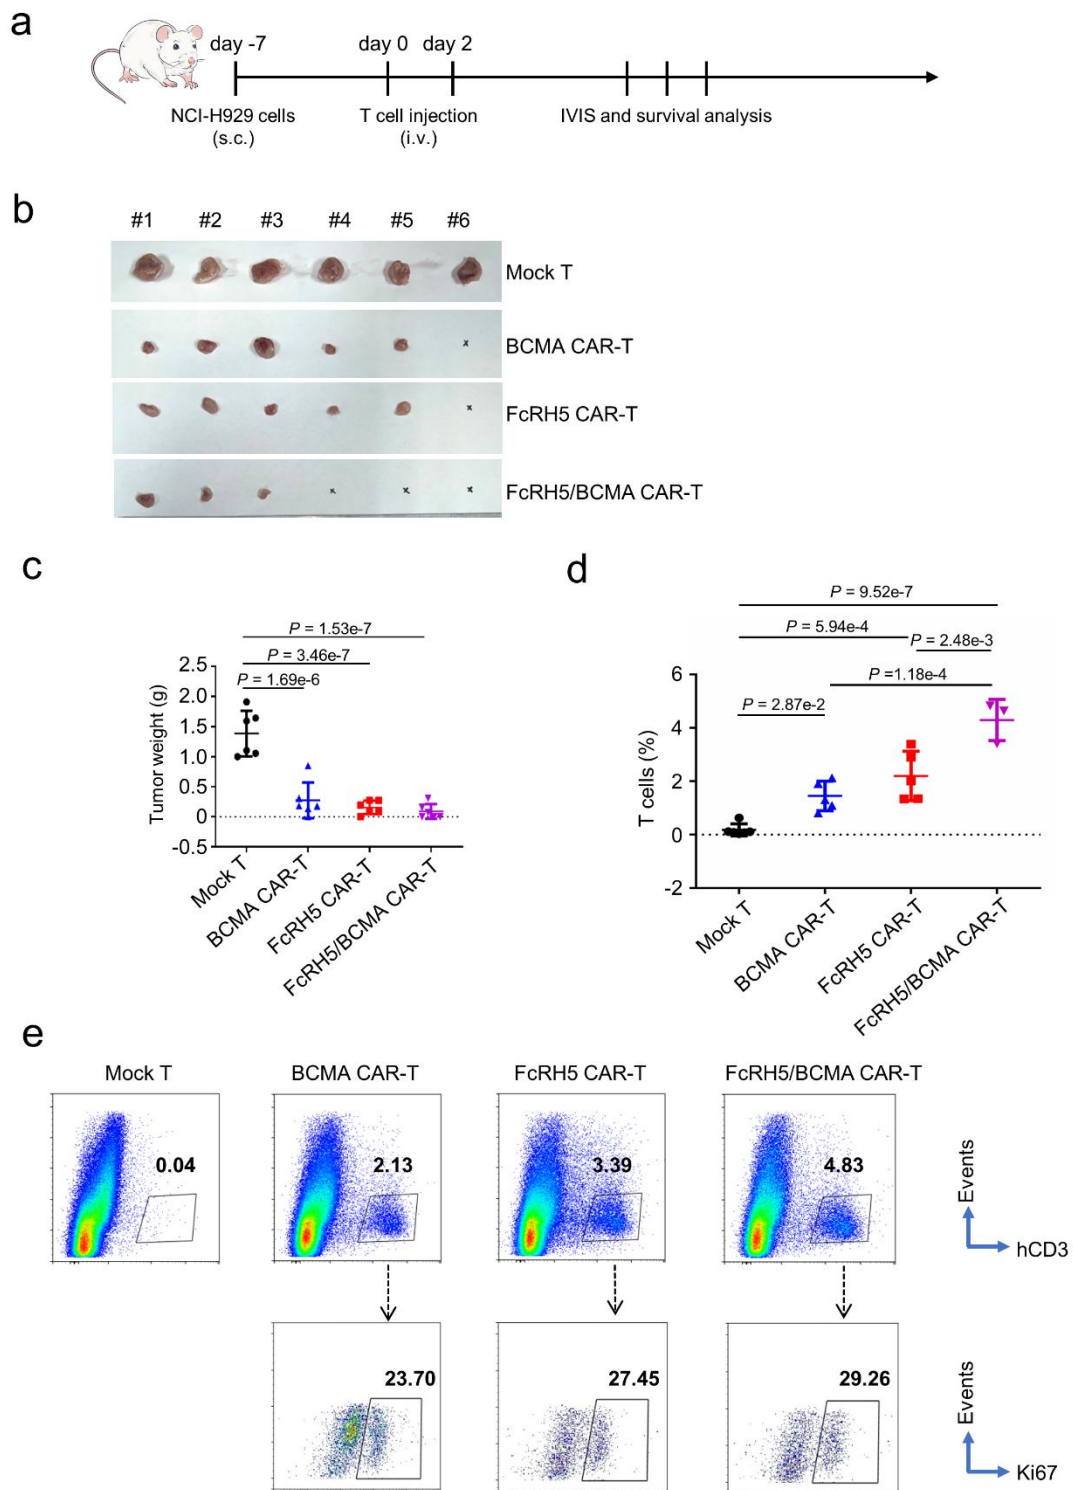 a
day -7 day 0 day 2
NCI-H929 cells T cell injection IVIS and survival analysis
(s.c.) (i.v.)
b
#1 #2 #3 #4 #5 #6
Mock T
x
BCMA CAR-T
x
FcRH5 CAR-T
x x x
FcRH5/BCMA CAR-T
c
P = 1.53e-7
P = 3.46e-7
P = 1.69e-6
Tumor weight (g)
2.5
2.0
1.5
1.0
0.5
0
-0.5
Mock T
BCMA CAR-T
FcRH5 CAR-T
FcRH5/BCMA CAR-T
d
P = 9.52e-7
P = 5.94e-4
P = 2.48e-3
P =1.18e-4
P = 2.87e-2
T cells (%)
6
4
2
0
-2
Mock T
BCMA CAR-T
FcRH5 CAR-T
FcRH5/BCMA CAR-T
e
Mock T BCMA CAR-T FcRH5 CAR-T FcRH5/BCMA CAR-T
0.04 2.13 3.39 4.83
Events
hCD3
23.70 27.45 29.26
Events
Ki67